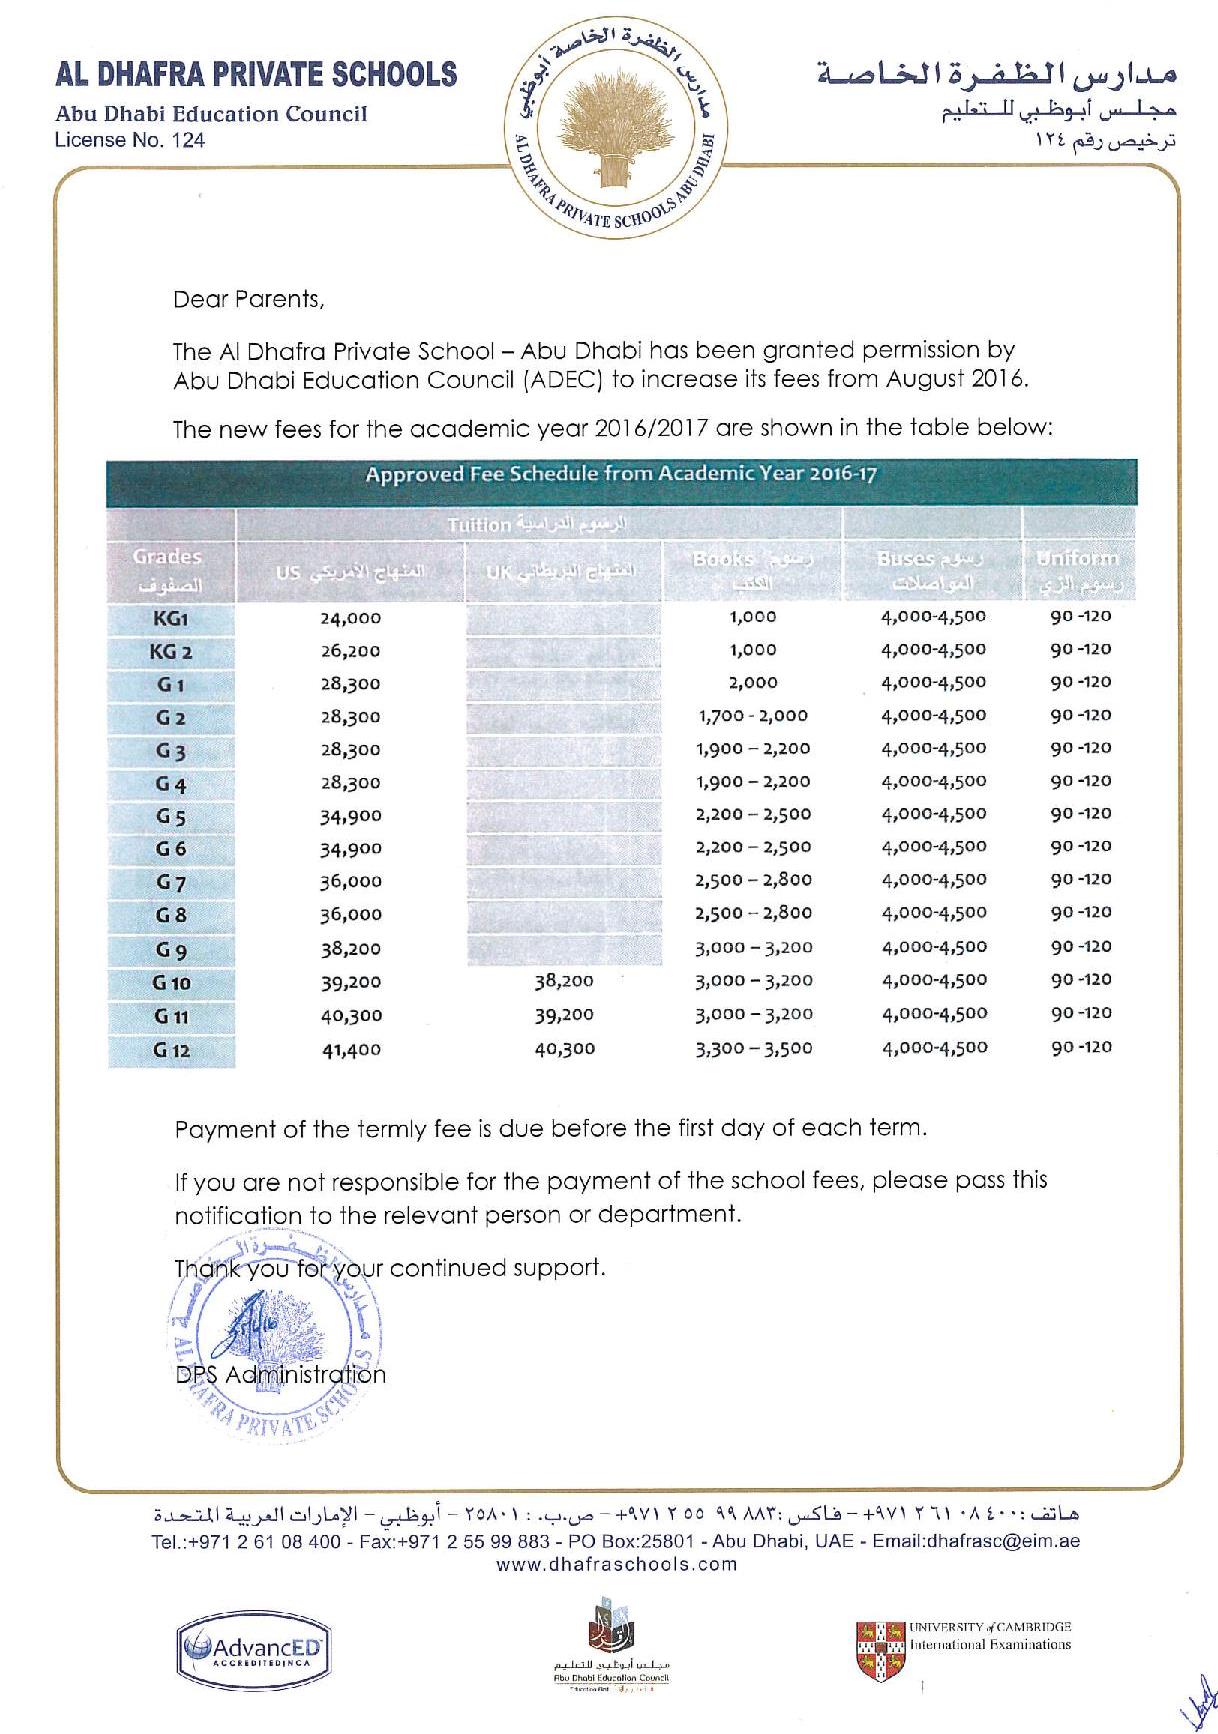 AL DHAFRA PRIVATE SCHOOLS
Abu Dhabi Education Council
License No. 124
مدارس الظفرة الخاصة أبوظبي
AL DHAFRA PRIVATE SCHOOLS ABU DHABI
مدارس الظفرة الخاصة
مجلس أبوظبي للتعليم
ترخيص رقم ١٢٤
Dear Parents,
The Al Dhafra Private School – Abu Dhabi has been granted permission by
Abu Dhabi Education Council (ADEC) to increase its fees from August 2016.
The new fees for the academic year 2016/2017 are shown in the table below:
Approved Fee Schedule from Academic Year 2016-17
Tuition الرسوم الدراسية
Grades الصفوف US المنهاج الأمريكي UK المنهاج البريطاني Books رسوم الكتب Buses رسوم المواصلات Uniform رسوم الزي
KG1 24,000 1,000 4,000-4,500 90 -120
KG 2 26,200 1,000 4,000-4,500 90 -120
G 1 28,300 2,000 4,000-4,500 90 -120
G 2 28,300 1,700 - 2,000 4,000-4,500 90 -120
G 3 28,300 1,900 – 2,200 4,000-4,500 90 -120
G 4 28,300 1,900 – 2,200 4,000-4,500 90 -120
G 5 34,900 2,200 – 2,500 4,000-4,500 90 -120
G 6 34,900 2,200 – 2,500 4,000-4,500 90 -120
G 7 36,000 2,500 – 2,800 4,000-4,500 90 -120
G 8 36,000 2,500 – 2,800 4,000-4,500 90 -120
G 9 38,200 3,000 – 3,200 4,000-4,500 90 -120
G 10 39,200 38,200 3,000 – 3,200 4,000-4,500 90 -120
G 11 40,300 39,200 3,000 – 3,200 4,000-4,500 90 -120
G 12 41,400 40,300 3,300 – 3,500 4,000-4,500 90 -120
Payment of the termly fee is due before the first day of each term.
If you are not responsible for the payment of the school fees, please pass this
notification to the relevant person or department.
Thank you for your continued support.
مدارس الظفرة الخاصة
DPS Administration
AL DHAFRA PRIVATE SCHOOLS
هاتف: ٠٠‎٤ ٨٠ ٦١ ٢ ٩٧١+ – فاكس: ٨٨٣ ٩٩ ٥٥ ٢ ٩٧١+ – ص.ب.: ٢٥٨٠١ – أبوظبي – الإمارات العربية المتحدة
Tel.:+971 2 61 08 400 - Fax:+971 2 55 99 883 - PO Box:25801 - Abu Dhabi, UAE - Email:dhafrasc@eim.ae
www.dhafraschools.com
AdvancED
ACCREDITED|NCA
مجلس أبوظبي للتعليم
Abu Dhabi Education Council
Education First
UNIVERSITY of CAMBRIDGE
International Examinations